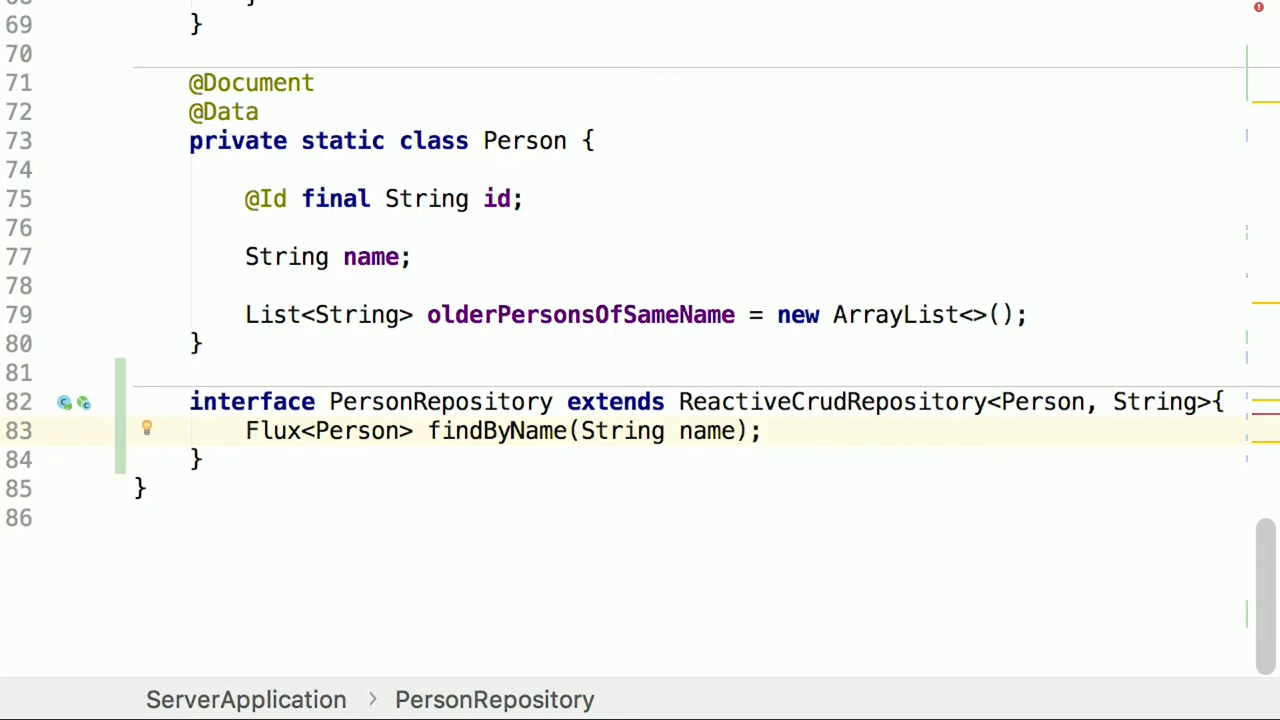 69 }
70
71 @Document
72 @Data
73 private static class Person {
74
75 @Id final String id;
76
77 String name;
78
79 List<String> olderPersonsOfSameName = new ArrayList<>();
80 }
81
82 interface PersonRepository extends ReactiveCrudRepository<Person, String>{
83 Flux<Person> findByName(String name);
84 }
85 }
86
ServerApplication > PersonRepository